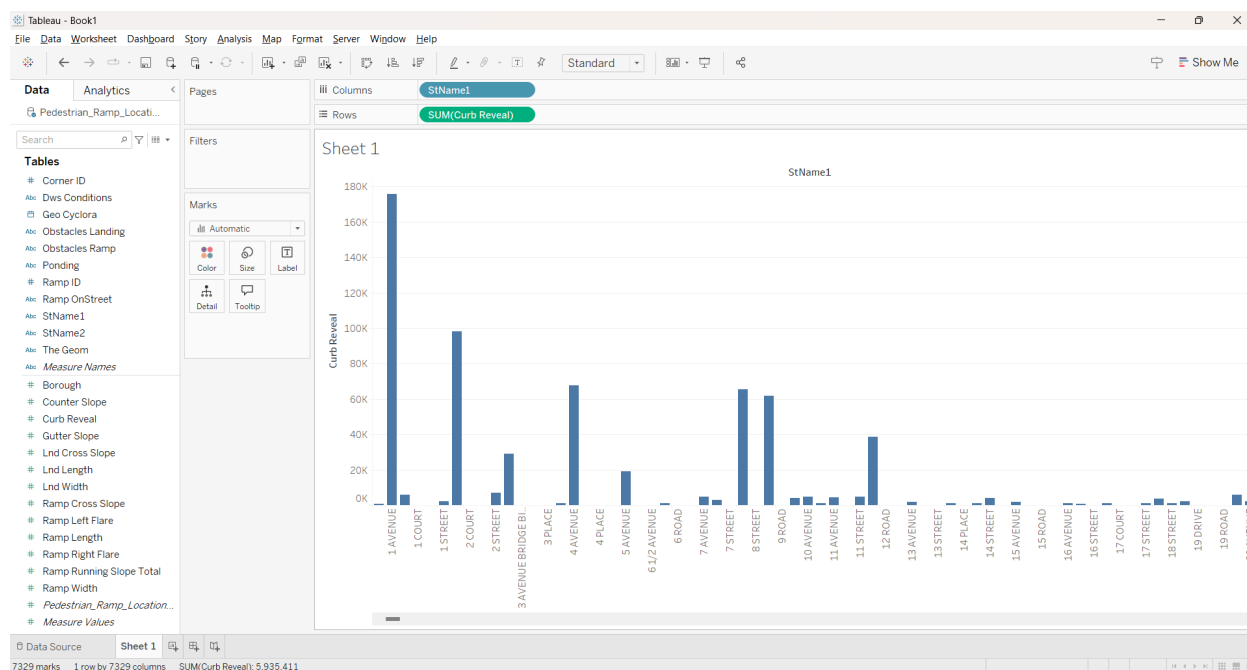 Tableau - Book1
File Data Worksheet Dashboard Story Analysis Map Format Server Window Help
Standard
Show Me
Data Analytics
Pedestrian_Ramp_Locati...
Search
Tables
Corner ID
Abc Dws Conditions
Geo Cyclora
Abc Obstacles Landing
Abc Obstacles Ramp
Abc Ponding
Ramp ID
Abc Ramp OnStreet
Abc StName1
Abc StName2
Abc The Geom
Abc Measure Names
Borough
Counter Slope
Curb Reveal
Gutter Slope
Lnd Cross Slope
Lnd Length
Lnd Width
Ramp Cross Slope
Ramp Left Flare
Ramp Length
Ramp Right Flare
Ramp Running Slope Total
Ramp Width
Pedestrian_Ramp_Location...
Measure Values
Pages
Filters
Marks
Automatic
Color Size Label
Detail Tooltip
Columns StName1
Rows SUM(Curb Reveal)
Sheet 1
StName1
Curb Reveal
180K
160K
140K
120K
100K
80K
60K
40K
20K
0K
1 AVENUE
1 COURT
1 STREET
2 COURT
2 STREET
3 AVENUE BRIDGE BI...
3 PLACE
4 AVENUE
4 PLACE
5 AVENUE
6 1/2 AVENUE
6 ROAD
7 AVENUE
7 STREET
8 STREET
9 ROAD
10 AVENUE
11 AVENUE
11 STREET
12 ROAD
13 AVENUE
13 STREET
14 PLACE
14 STREET
15 AVENUE
15 ROAD
16 AVENUE
16 STREET
17 COURT
17 STREET
18 STREET
19 DRIVE
19 ROAD
Data Source Sheet 1
7329 marks 1 row by 7329 columns SUM(Curb Reveal): 5,935,411